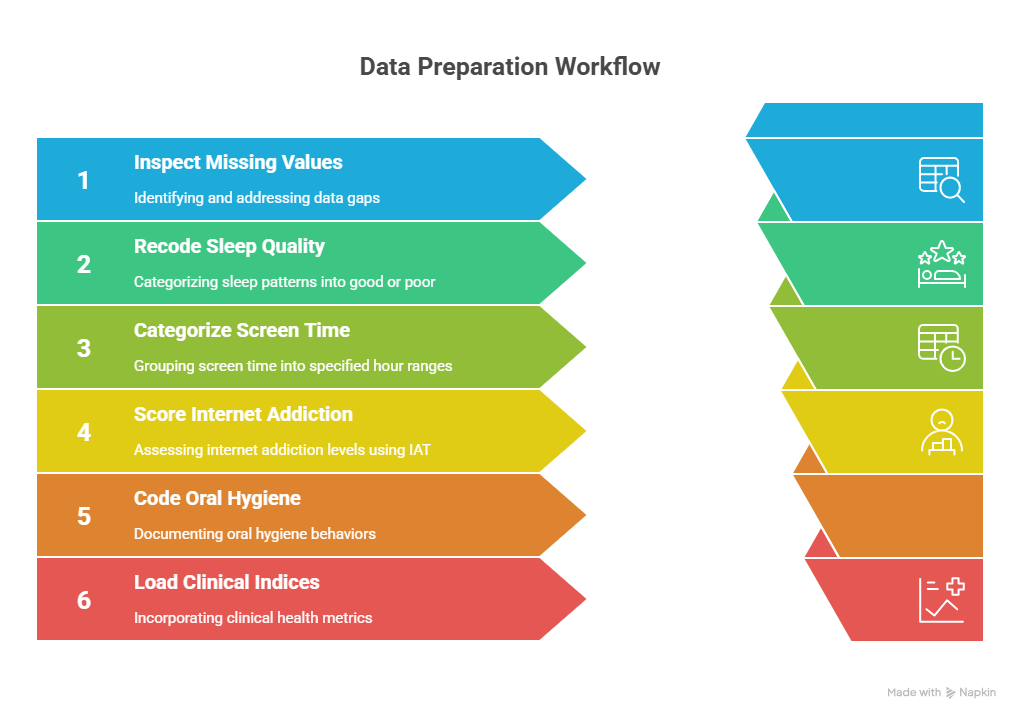 Data Preparation Workflow
1
Inspect Missing Values
Identifying and addressing data gaps
2
Recode Sleep Quality
Categorizing sleep patterns into good or poor
3
Categorize Screen Time
Grouping screen time into specified hour ranges
4
Score Internet Addiction
Assessing internet addiction levels using IAT
5
Code Oral Hygiene
Documenting oral hygiene behaviors
6
Load Clinical Indices
Incorporating clinical health metrics
Made with Napkin